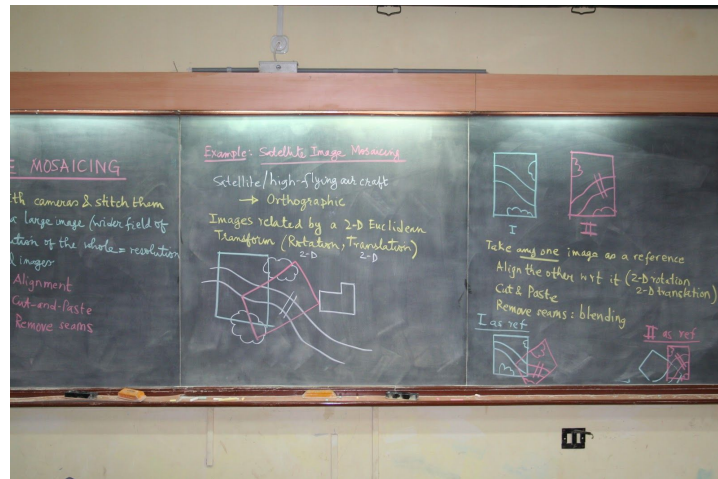 E MOSAICING
ith cameras & stitch them
a large image (wider field of
ution of the whole = resolution
images
Alignment
Cut-and-Paste
Remove seams
Example: Satellite Image Mosaicing
Satellite/high-flying air craft
→ Orthographic
Images related by a 2-D Euclidean
Transform (Rotation, Translation)
2-D 2-D
I II
Take any one image as a reference
Align the other wrt it (2-D rotation
2-D translation)
Cut & Paste
Remove seams: blending
I as ref
II as ref